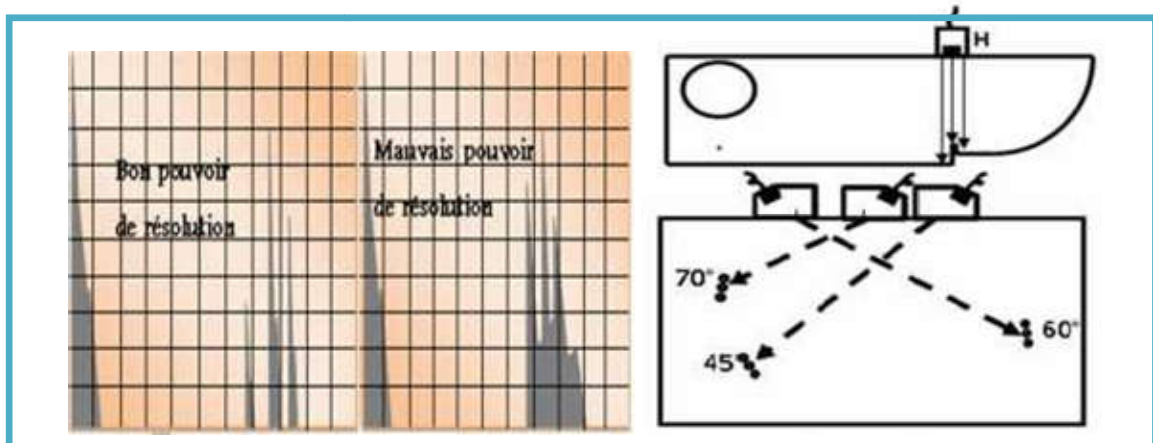 Bon pouvoir
de résolution
Mauvais pouvoir
de résolution
H
70°
60°
45°